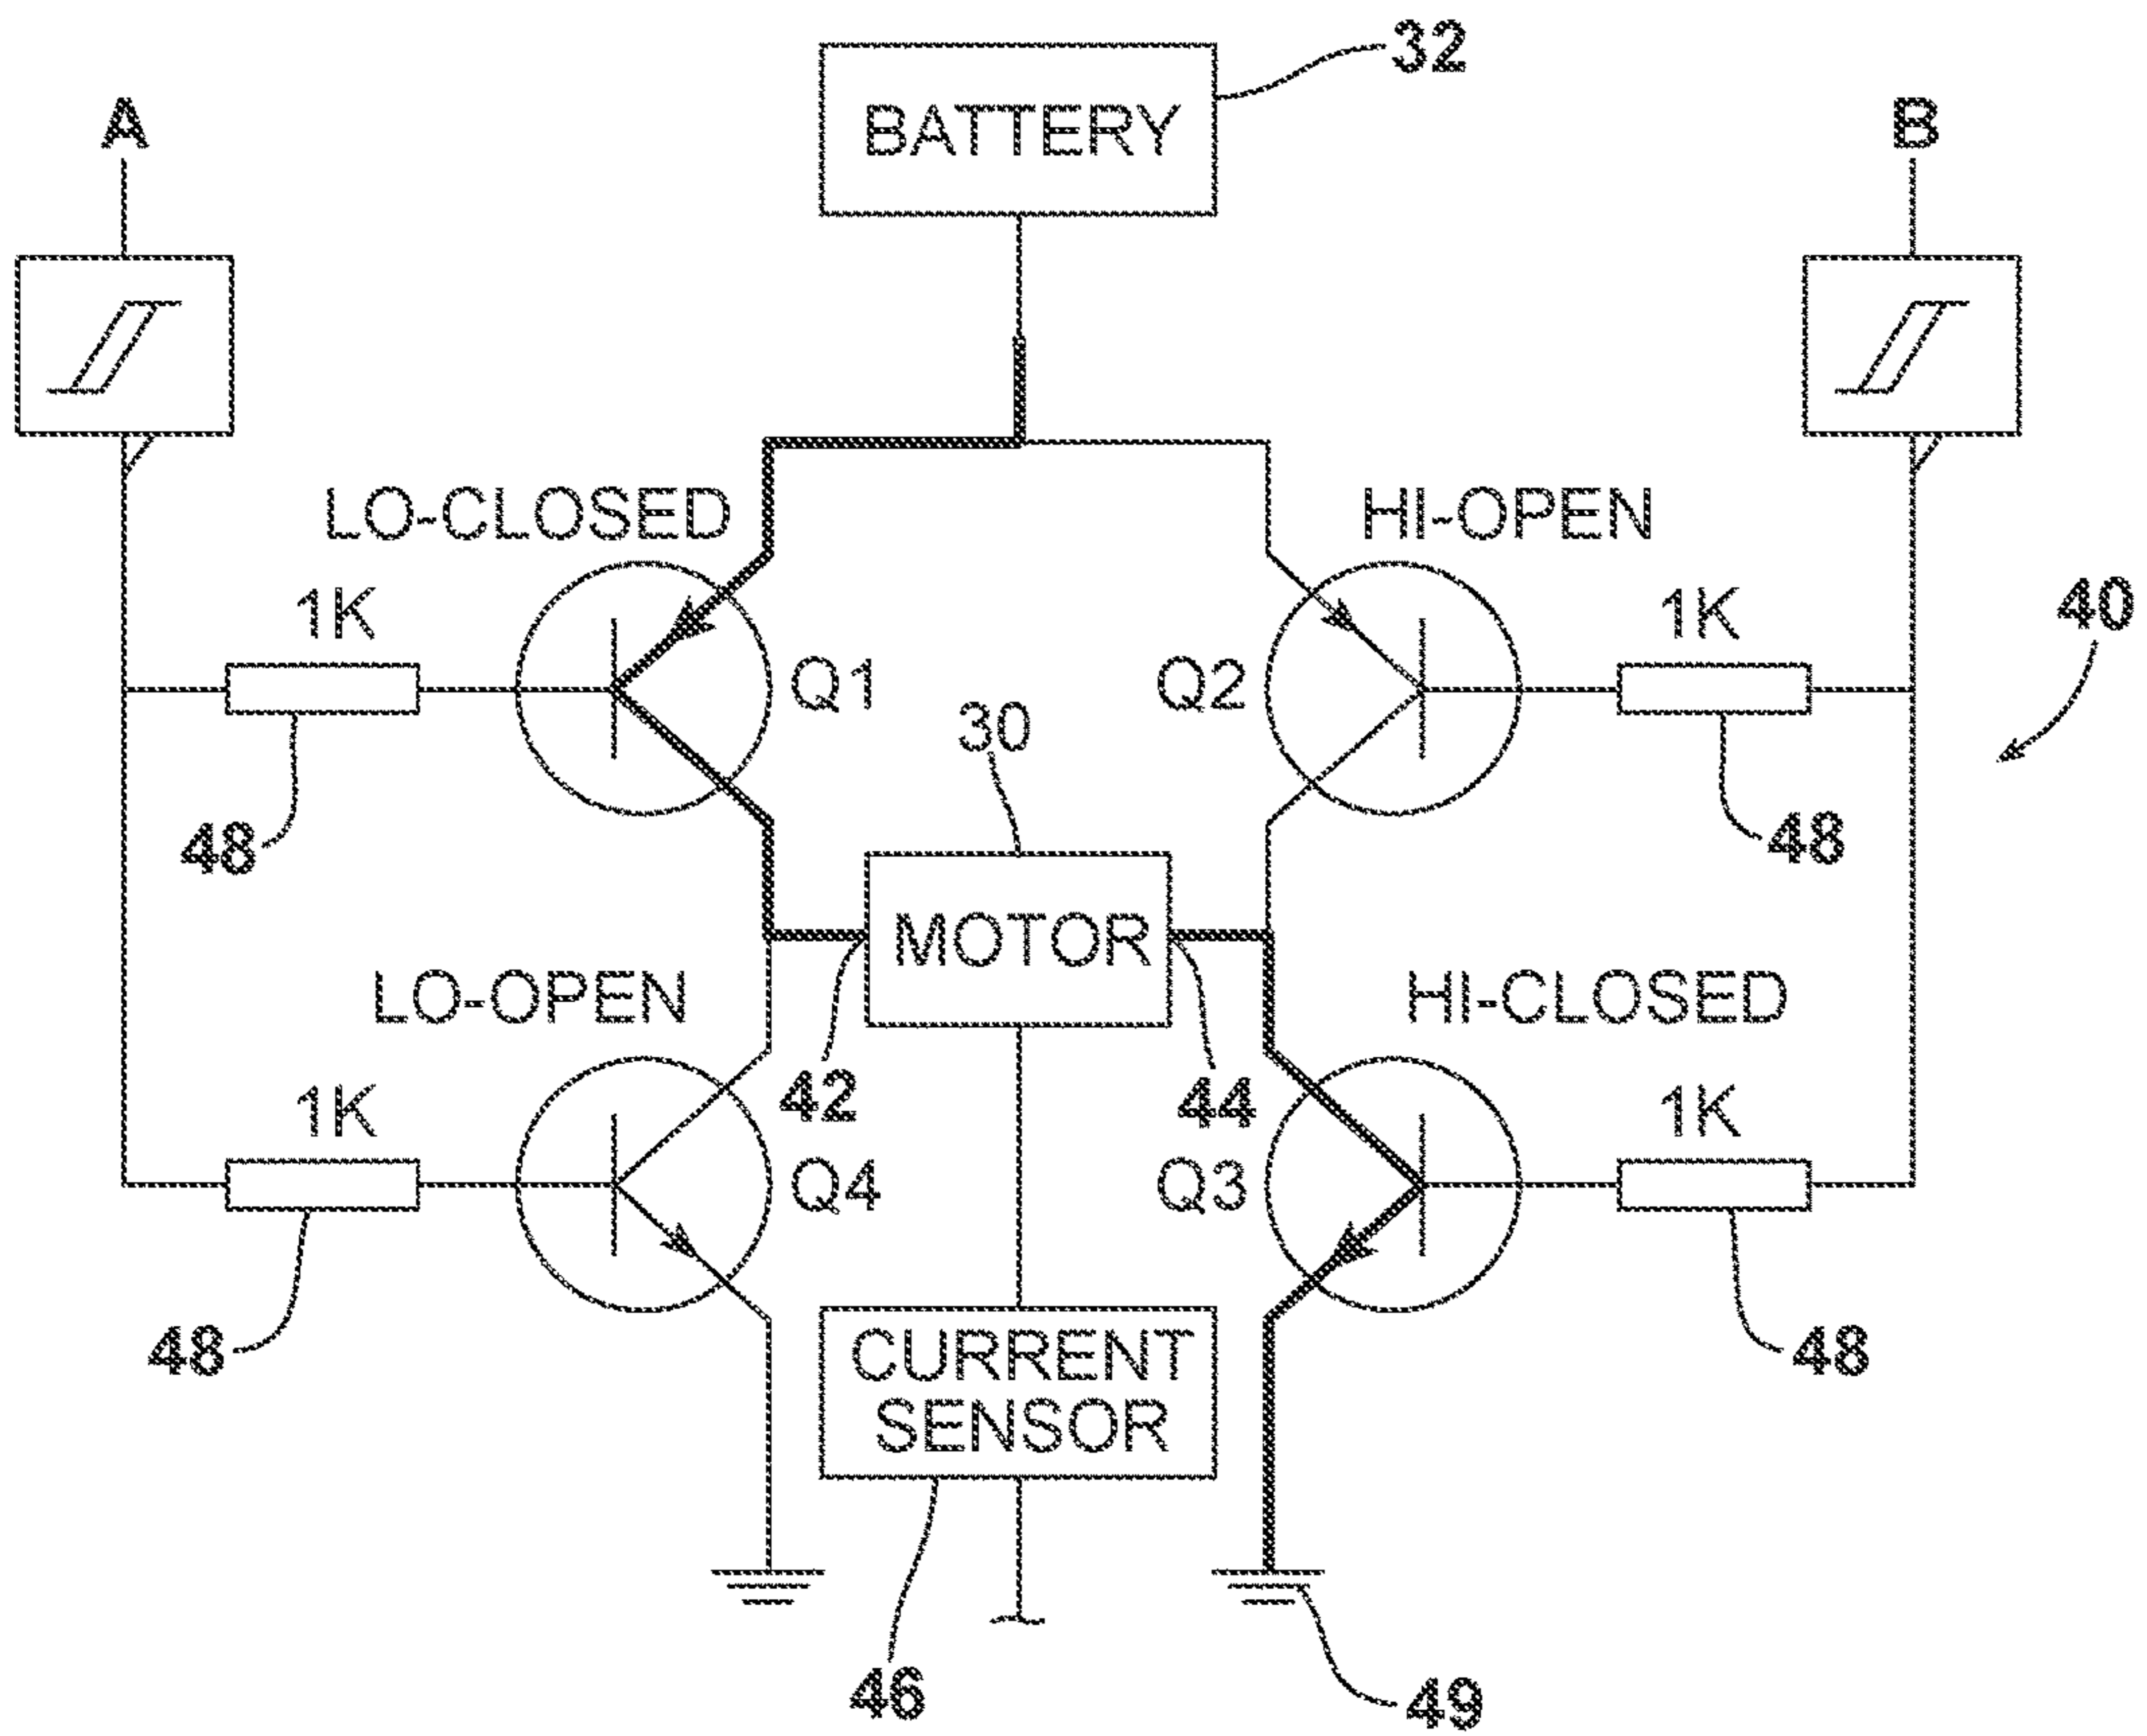 32
BATTERY
A
B
LO-CLOSED
HI-OPEN
1K
1K
40
Q1
Q2
30
48
48
MOTOR
LO-OPEN
HI-CLOSED
42
44
1K
1K
Q4
Q3
48
48
CURRENT
SENSOR
46
49